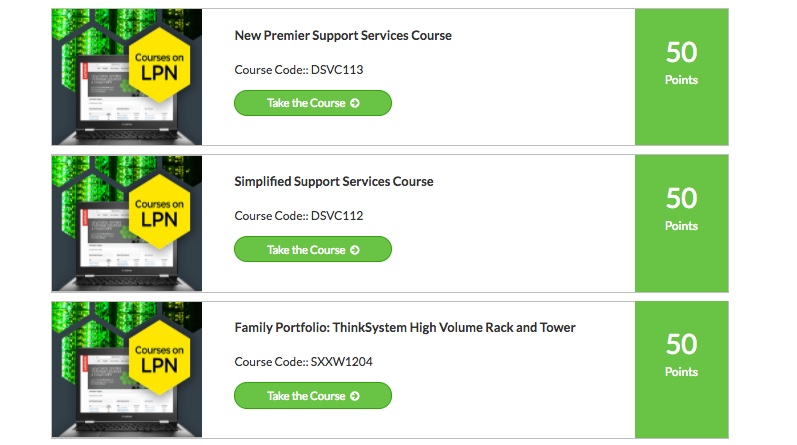 Courses on
LPN
New Premier Support Services Course
Course Code:: DSVC113
Take the Course
50
Points
Courses on
LPN
Simplified Support Services Course
Course Code:: DSVC112
Take the Course
50
Points
Courses on
LPN
Family Portfolio: ThinkSystem High Volume Rack and Tower
Course Code:: SXXW1204
Take the Course
50
Points